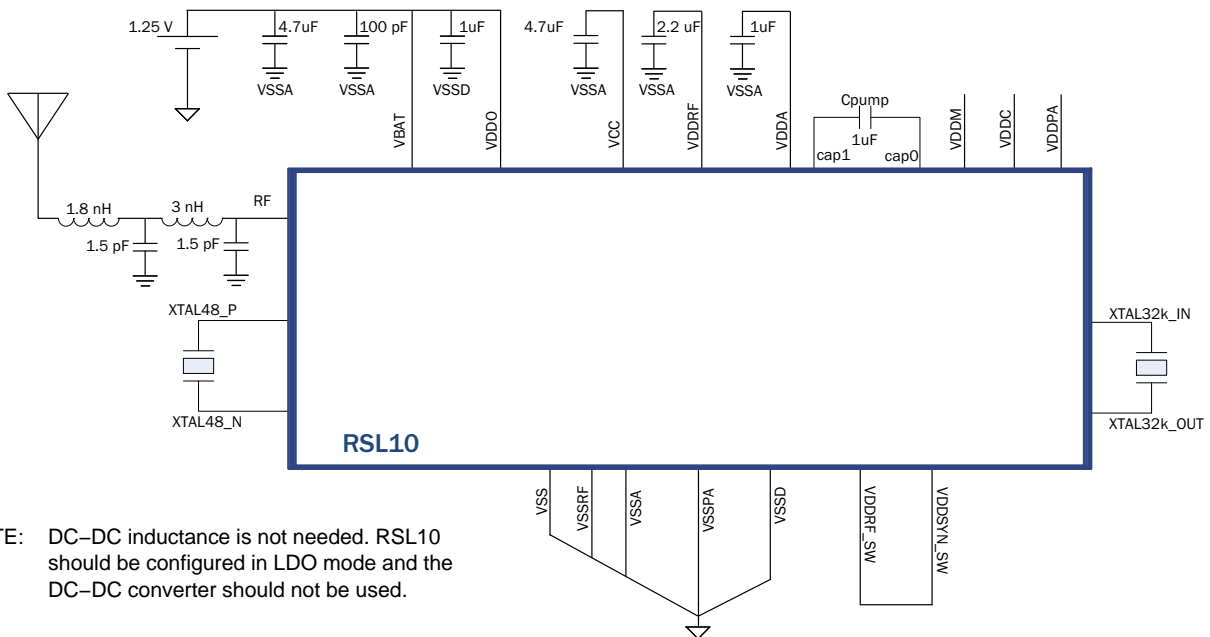 1.25 V
4.7uF
100 pF
1uF
4.7uF
2.2 uF
1uF
VSSA
VSSA
VSSD
VSSA
VSSA
VSSA
VBAT
VDDO
VCC
VDDRF
VDDA
Cpump
1uF
cap1
cap0
VDDM
VDDC
VDDPA
1.8 nH
3 nH
RF
1.5 pF
1.5 pF
XTAL48_P
XTAL48_N
XTAL32k_IN
XTAL32k_OUT
RSL10
VSS
VSSRF
VSSA
VSSPA
VSSD
VDDRF_SW
VDDSYN_SW
TE: DC–DC inductance is not needed. RSL10
should be configured in LDO mode and the
DC–DC converter should not be used.